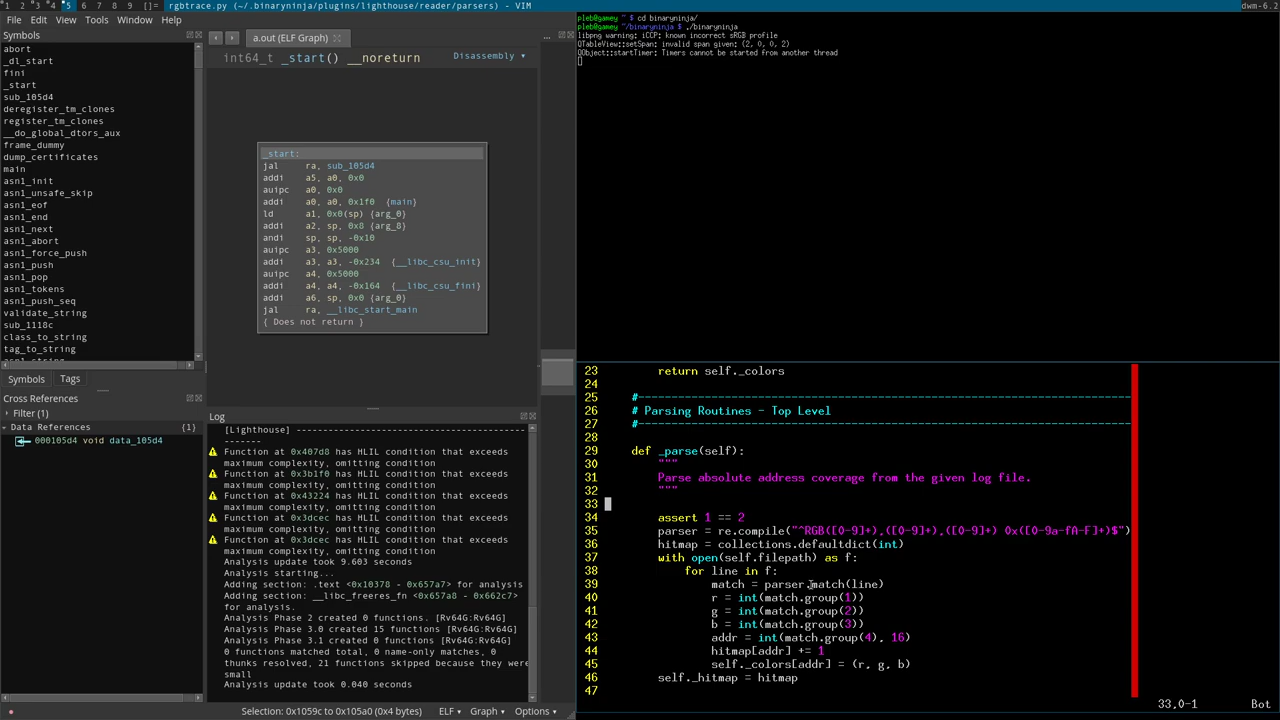 1 2 3 4 5 6 7 8 9 []= rgbtrace.py (~/.binaryninja/plugins/lighthouse/reader/parsers) - VIM dwm-6.2
File Edit View Tools Window Help
Symbols
abort
_dl_start
fini
_start
sub_105d4
deregister_tm_clones
register_tm_clones
__do_global_dtors_aux
frame_dummy
dump_certificates
main
asn1_init
asn1_unsafe_skip
asn1_eof
asn1_end
asn1_next
asn1_abort
asn1_force_push
asn1_push
asn1_pop
asn1_tokens
asn1_push_seq
validate_string
sub_1118c
class_to_string
tag_to_string
Symbols Tags
Cross References
Filter (1)
Data References {1}
000105d4 void data_105d4
a.out (ELF Graph)
...
int64_t _start() __noreturn
Disassembly
_start:
jal ra, sub_105d4
addi a5, a0, 0x0
auipc a0, 0x0
addi a0, a0, 0x1f0 {main}
ld a1, 0x0(sp) {arg_0}
addi a2, sp, 0x8 {arg_8}
andi sp, sp, -0x10
auipc a3, 0x5000
addi a3, a3, -0x234 {__libc_csu_init}
auipc a4, 0x5000
addi a4, a4, -0x164 {__libc_csu_fini}
addi a6, sp, 0x0 {arg_0}
jal ra, __libc_start_main
{ Does not return }
Log
[Lighthouse] -----------------------------------
-------
Function at 0x407d8 has HLIL condition that exceeds
maximum complexity, omitting condition
Function at 0x3b1f0 has HLIL condition that exceeds
maximum complexity, omitting condition
Function at 0x43224 has HLIL condition that exceeds
maximum complexity, omitting condition
Function at 0x3dcec has HLIL condition that exceeds
maximum complexity, omitting condition
Function at 0x3dcec has HLIL condition that exceeds
maximum complexity, omitting condition
Analysis update took 9.603 seconds
Analysis starting...
Adding section: .text <0x10378 - 0x657a7> for analysis
Adding section: __libc_freeres_fn <0x657a8 - 0x662c7>
for analysis.
Analysis Phase 2 created 0 functions. [Rv64G:Rv64G]
Analysis Phase 3.0 created 15 functions [Rv64G:Rv64G]
Analysis Phase 3.1 created 0 functions [Rv64G:Rv64G]
0 functions matched total, 0 name-only matches, 0
thunks resolved, 21 functions skipped because they were
small
Analysis update took 0.040 seconds
Selection: 0x1059c to 0x105a0 (0x4 bytes) ELF Graph Options
pleb@gamey ~ $ cd binaryninja/
pleb@gamey ~/binaryninja $ ./binaryninja
libpng warning: iCCP: known incorrect sRGB profile
QTableView::setSpan: invalid span given: (2, 0, 0, 2)
QObject::startTimer: Timers cannot be started from another thread
23 return self._colors
24
25 #--------------------------------------------------------------------------
26 # Parsing Routines - Top Level
27 #--------------------------------------------------------------------------
28
29 def _parse(self):
30 """
31 Parse absolute address coverage from the given log file.
32 """
33
34 assert 1 == 2
35 parser = re.compile("^RGB([0-9]+),([0-9]+),([0-9]+) 0x([0-9a-fA-F]+)$")
36 hitmap = collections.defaultdict(int)
37 with open(self.filepath) as f:
38 for line in f:
39 match = parser.match(line)
40 r = int(match.group(1))
41 g = int(match.group(2))
42 b = int(match.group(3))
43 addr = int(match.group(4), 16)
44 hitmap[addr] += 1
45 self._colors[addr] = (r, g, b)
46 self._hitmap = hitmap
47
33,0-1 Bot